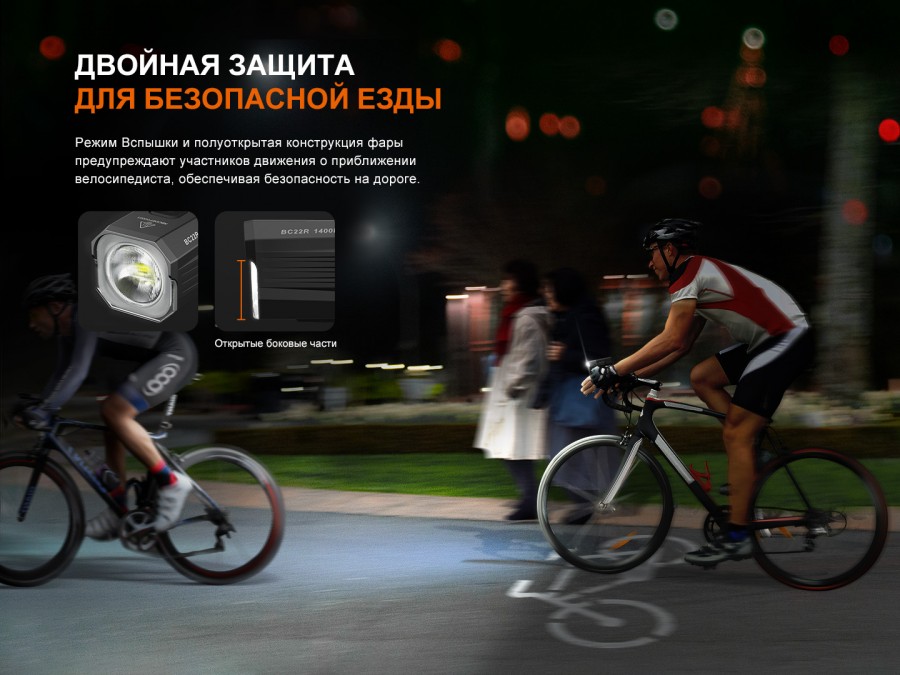 ДВОЙНАЯ ЗАЩИТА
ДЛЯ БЕЗОПАСНОЙ ЕЗДЫ
Режим Вспышки и полуоткрытая конструкция фары
предупреждают участников движения о приближении
велосипедиста, обеспечивая безопасность на дороге.
BC22R
BC22R 1400
Открытые боковые части